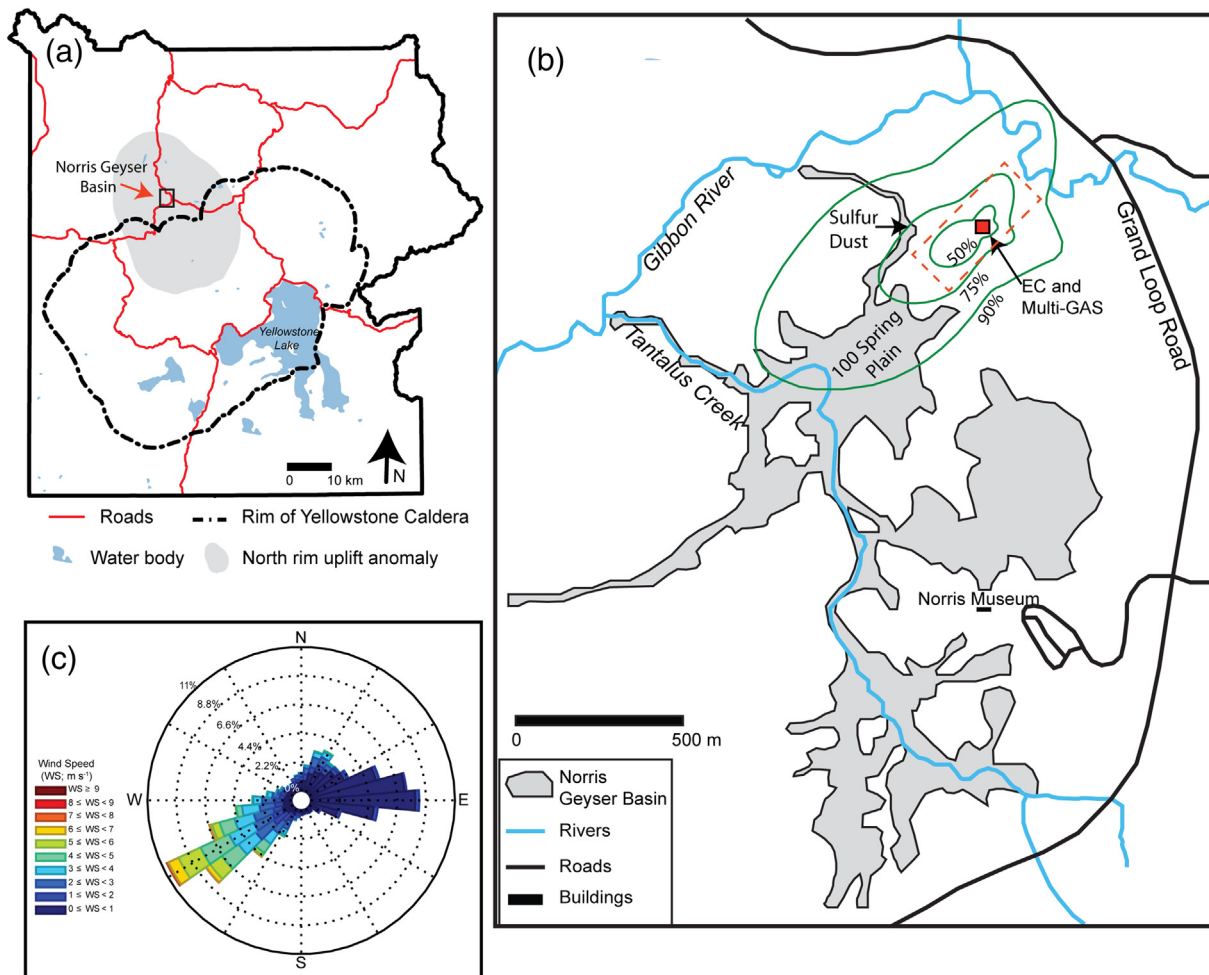 (a)
Norris Geyser
Basin
Yellowstone
Lake
N
0 10 km
Roads
Rim of Yellowstone Caldera
Water body
North rim uplift anomaly
(b)
Gibbon River
Sulfur
Dust
50%
75%
90%
EC and
Multi-GAS
Grand Loop Road
100 Spring
Plain
Tantalus Creek
Norris Museum
0 500 m
Norris
Geyser Basin
Rivers
Roads
Buildings
(c)
N
11%
8.8%
6.6%
4.4%
2.2%
0%
W
E
S
Wind Speed
(WS; m s⁻¹)
WS ≥ 9
8 ≤ WS < 9
7 ≤ WS < 8
6 ≤ WS < 7
5 ≤ WS < 6
4 ≤ WS < 5
3 ≤ WS < 4
2 ≤ WS < 3
1 ≤ WS < 2
0 ≤ WS < 1